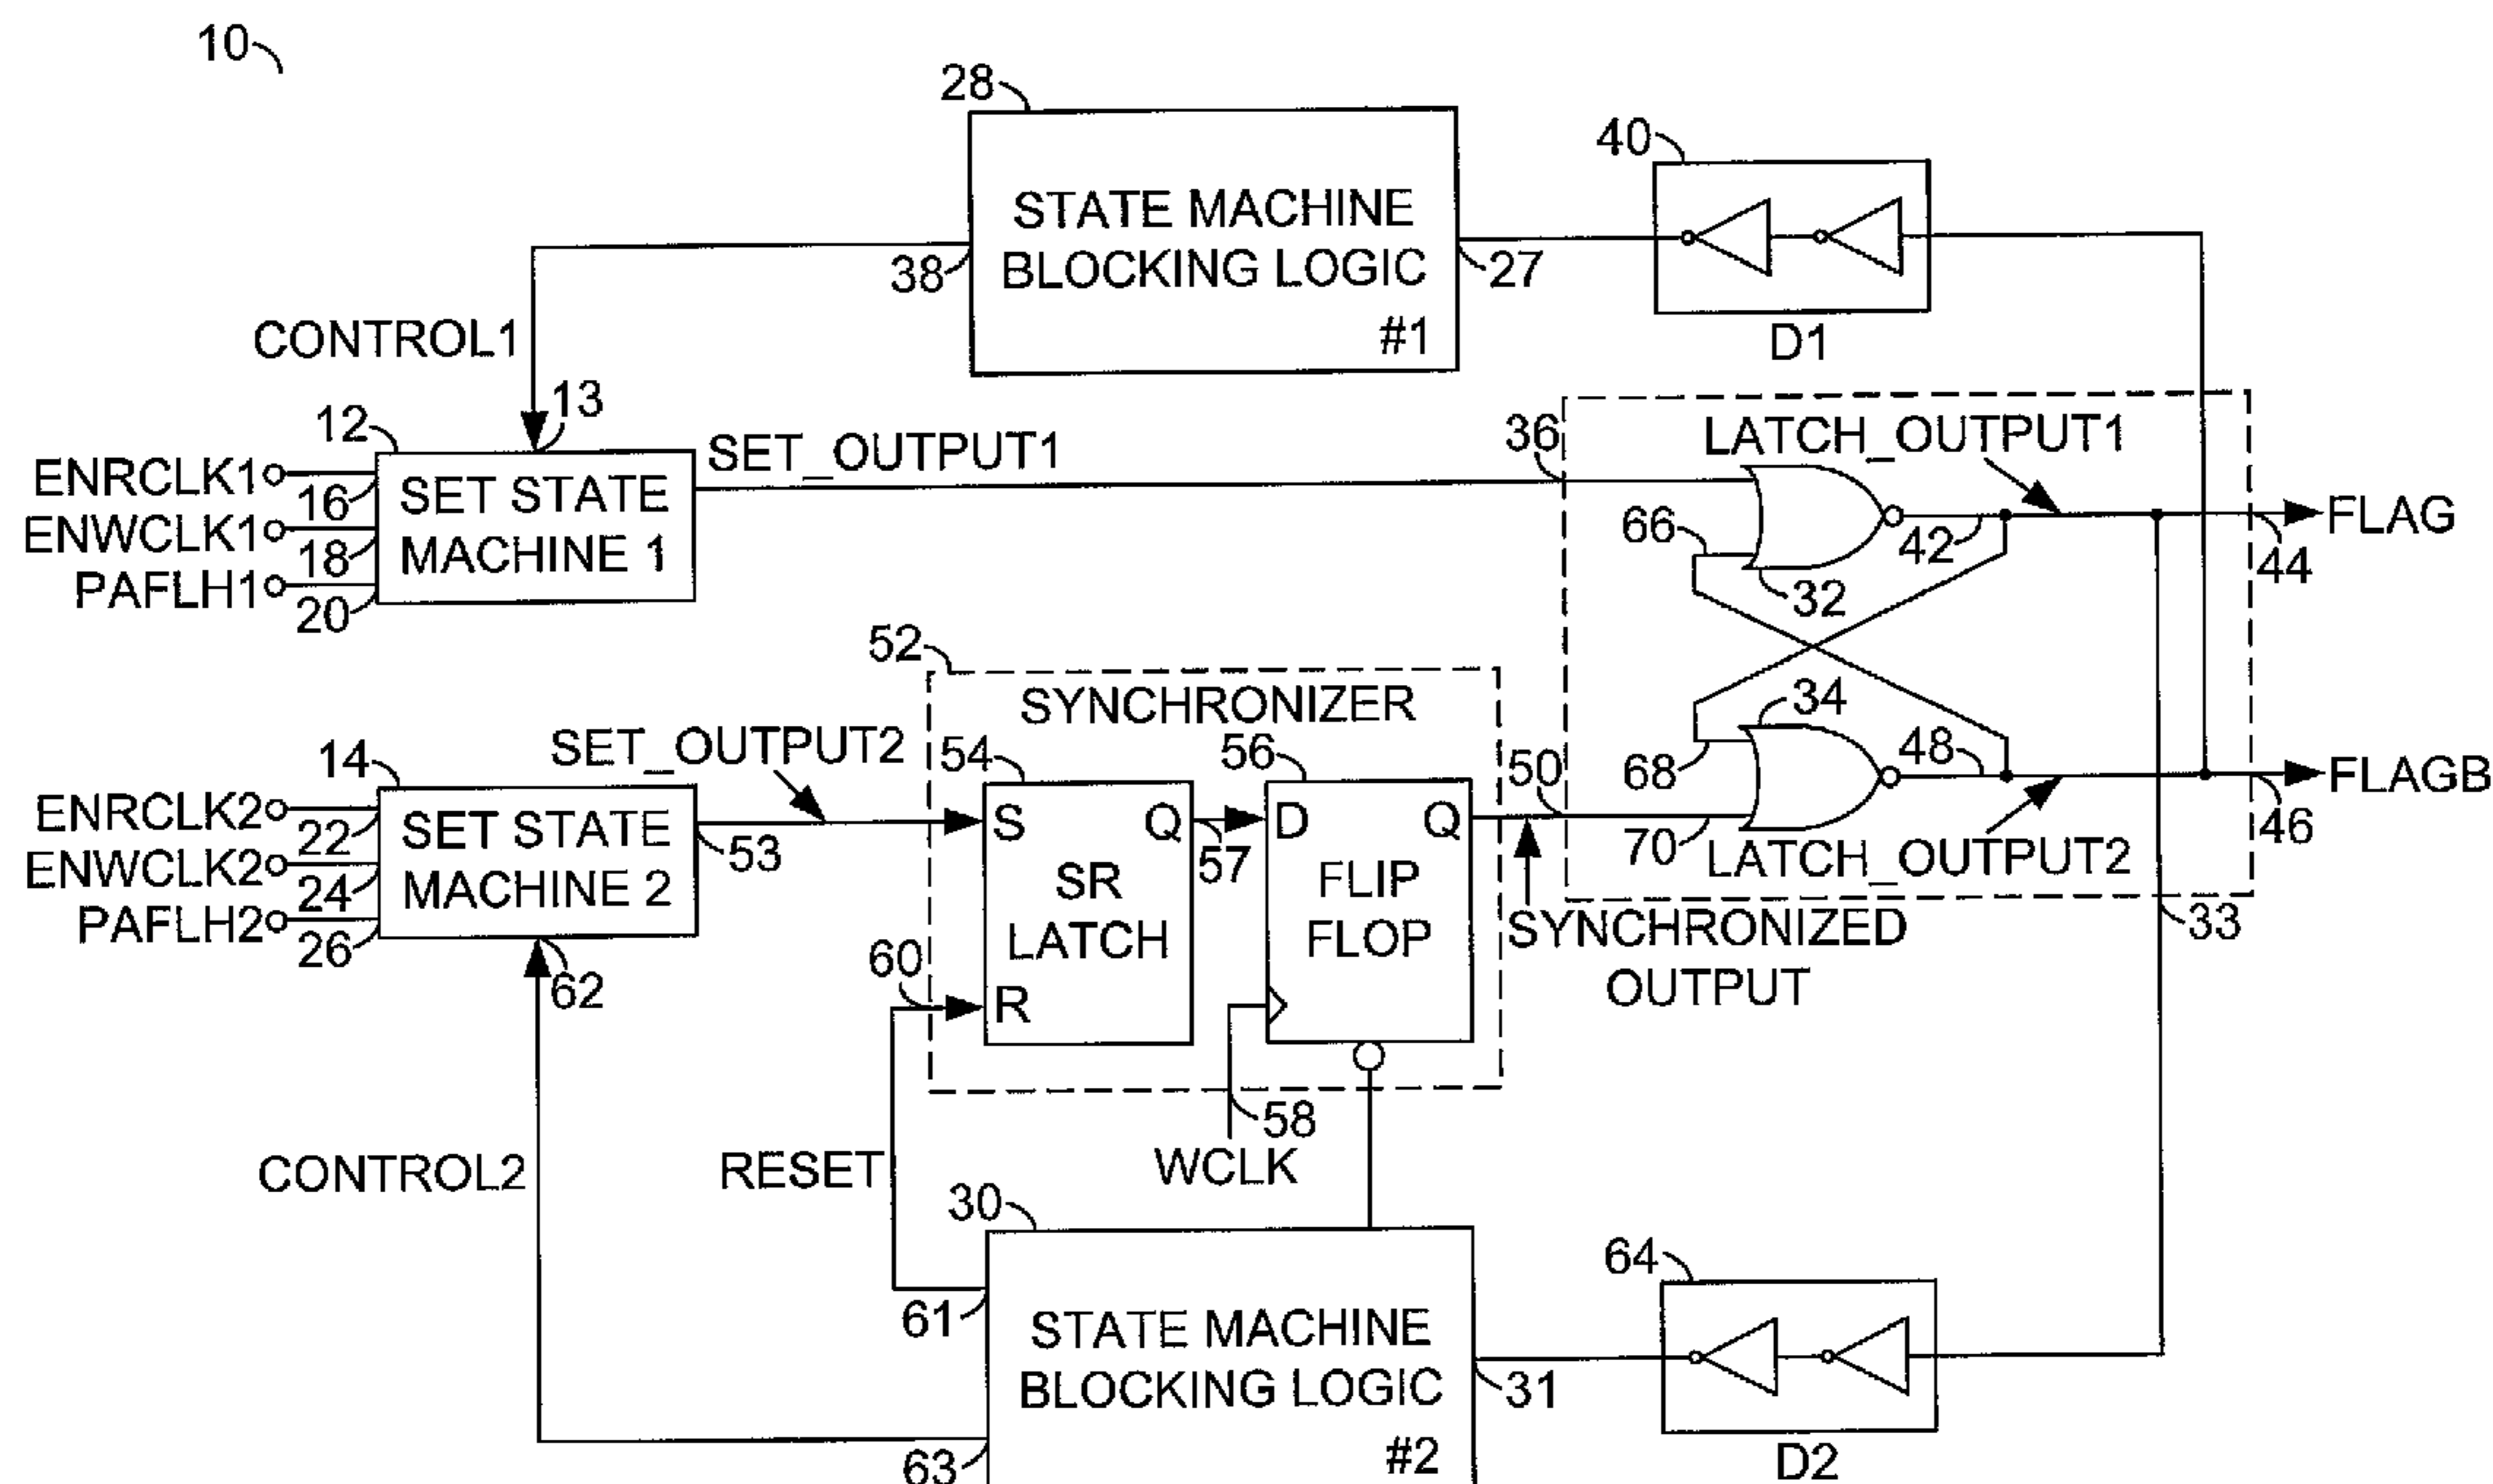 10
28
STATE MACHINE
BLOCKING LOGIC
#1
38
27
40
D1
CONTROL1
13
12
ENRCLK1
16
ENWCLK1
18
PAFLH1
20
SET STATE
MACHINE 1
SET_OUTPUT1
36
LATCH_OUTPUT1
66
32
42
44
FLAG
52
SYNCHRONIZER
14
ENRCLK2
22
ENWCLK2
24
PAFLH2
26
SET STATE
MACHINE 2
SET_OUTPUT2
53
62
54
S
Q
SR
LATCH
R
57
56
D
Q
FLIP
FLOP
50
34
68
70
48
LATCH_OUTPUT2
46
FLAGB
SYNCHRONIZED
OUTPUT
33
60
58
WCLK
RESET
CONTROL2
30
61
STATE MACHINE
BLOCKING LOGIC
#2
63
31
64
D2